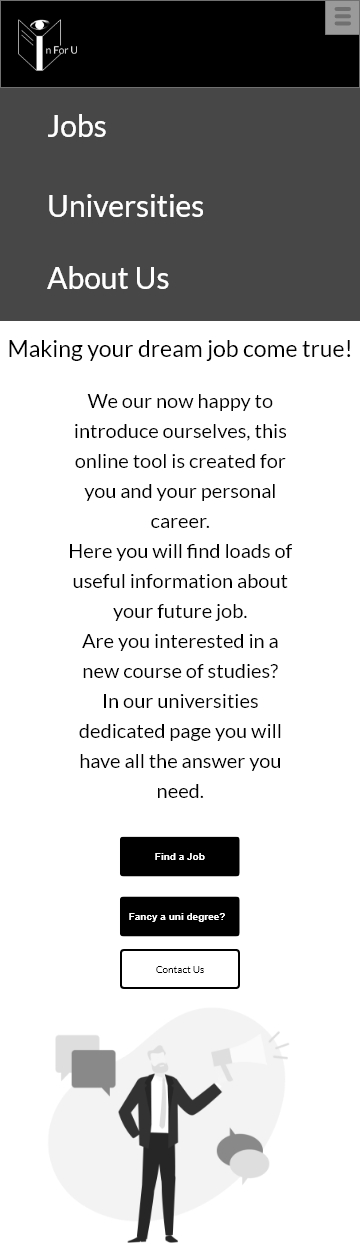 n For U
Jobs
Universities
About Us
Making your dream job come true!
We our now happy to
introduce ourselves, this
online tool is created for
you and your personal
career.
Here you will find loads of
useful information about
your future job.
Are you interested in a
new course of studies?
In our universities
dedicated page you will
have all the answer you
need.
Find a Job
Fancy a uni degree?
Contact Us